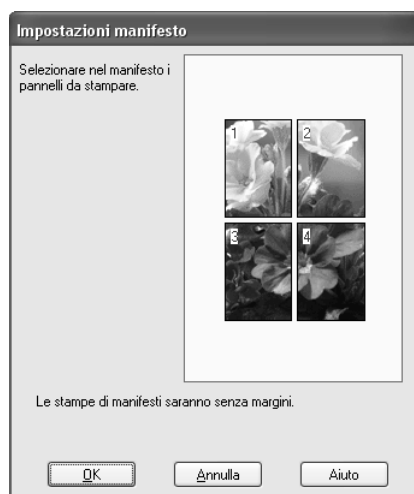 Impostazioni manifesto
Selezionare nel manifesto i
pannelli da stampare.
1
2
3
4
Le stampe di manifesti saranno senza margini.
OK
Annulla
Aiuto